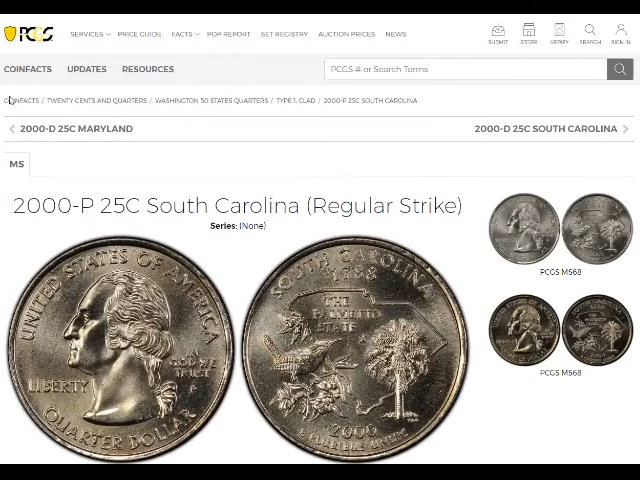 PCGS
SERVICES PRICE GUIDE FACTS POP REPORT SET REGISTRY AUCTION PRICES NEWS
SUBMIT STORE VERIFY SEARCH SIGN IN
COINFACTS UPDATES RESOURCES
PCGS # or Search Terms
COINFACTS / TWENTY CENTS AND QUARTERS / WASHINGTON 50 STATES QUARTERS / TYPE 1, CLAD / 2000-P 25C SOUTH CAROLINA
2000-D 25C MARYLAND
2000-D 25C SOUTH CAROLINA
MS
2000-P 25C South Carolina (Regular Strike)
Series: (None)
UNITED STATES OF AMERICA
LIBERTY
IN GOD WE
TRUST
P
QUARTER DOLLAR
SOUTH CAROLINA
1788
THE
PALMETTO
STATE
2000
E PLURIBUS UNUM
PCGS MS68
PCGS MS68